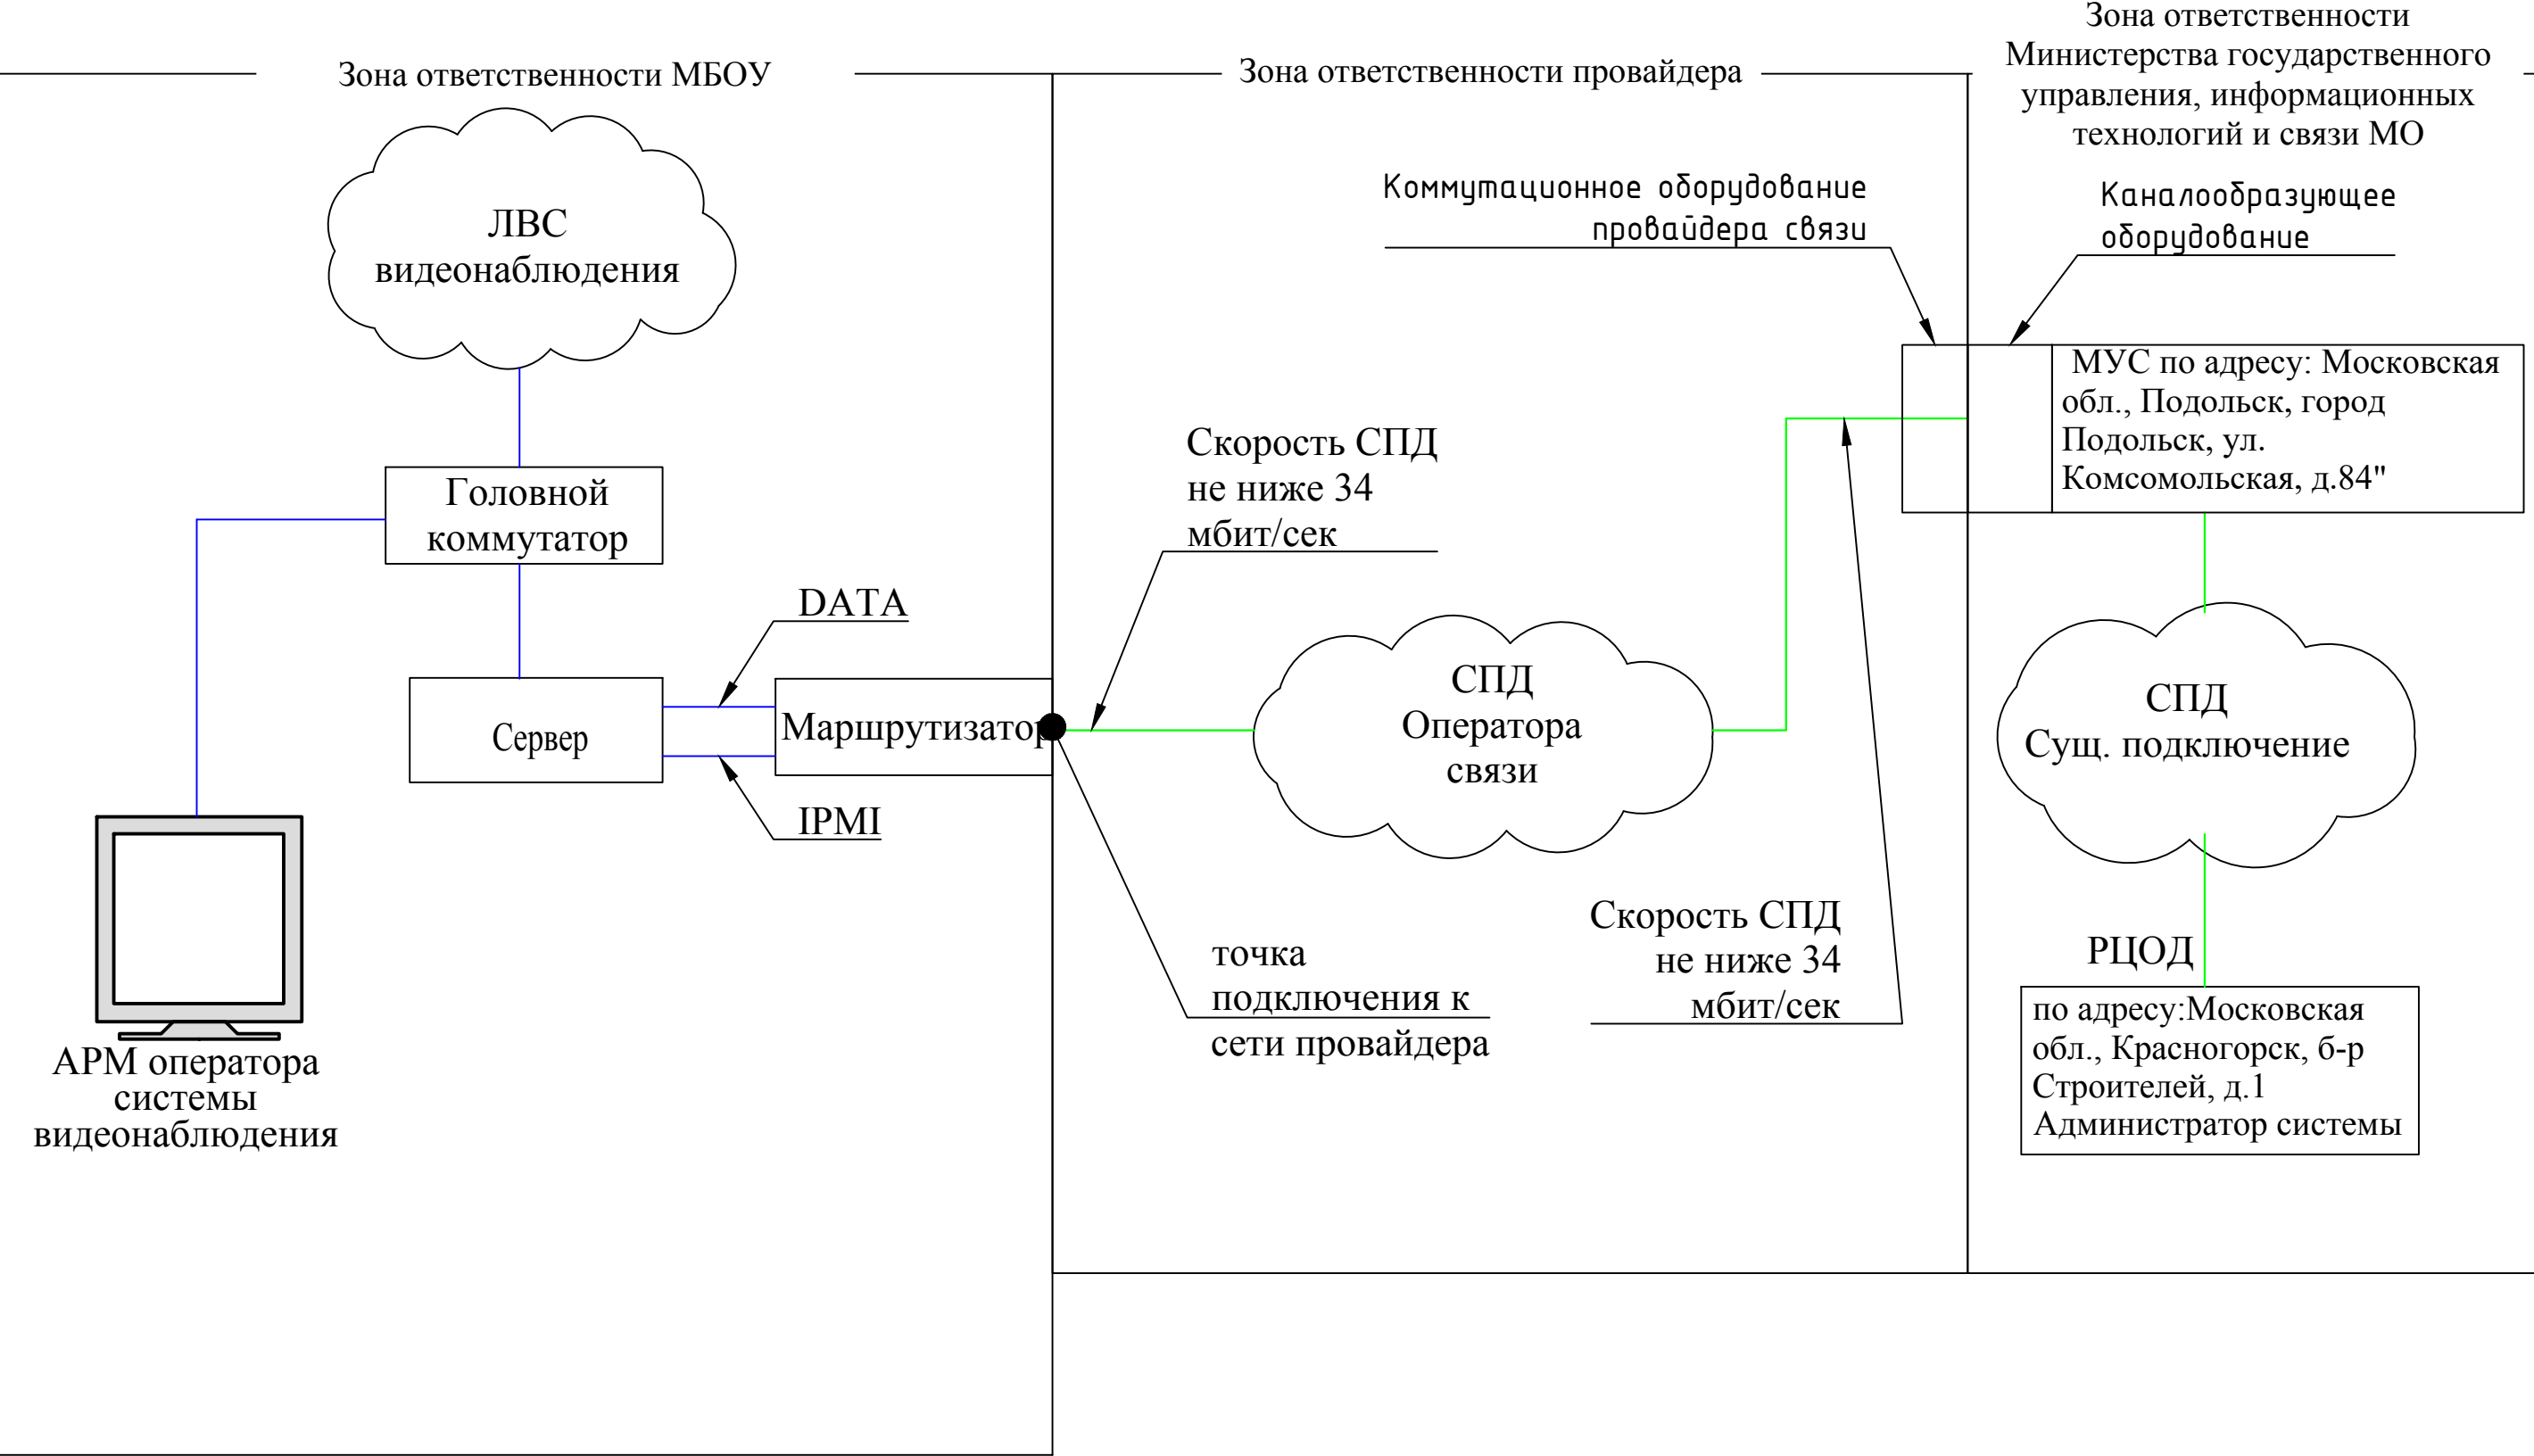 Зона ответственности МБОУ
ЛВС
видеонаблюдения
Головной
коммутатор
DATA
Сервер
Маршрутизатор
IPMI
АРМ оператора
системы
видеонаблюдения
Зона ответственности провайдера
Коммутационное оборудование
провайдера связи
Скорость СПД
не ниже 34
мбит/сек
СПД
Оператора
связи
точка
подключения к
сети провайдера
Скорость СПД
не ниже 34
мбит/сек
Зона ответственности
Министерства государственного
управления, информационных
технологий и связи МО
Каналообразующее
оборудование
МУС по адресу: Московская
обл., Подольск, город
Подольск, ул.
Комсомольская, д.84"
СПД
Сущ. подключение
РЦОД
по адресу:Московская
обл., Красногорск, б-р
Строителей, д.1
Администратор системы